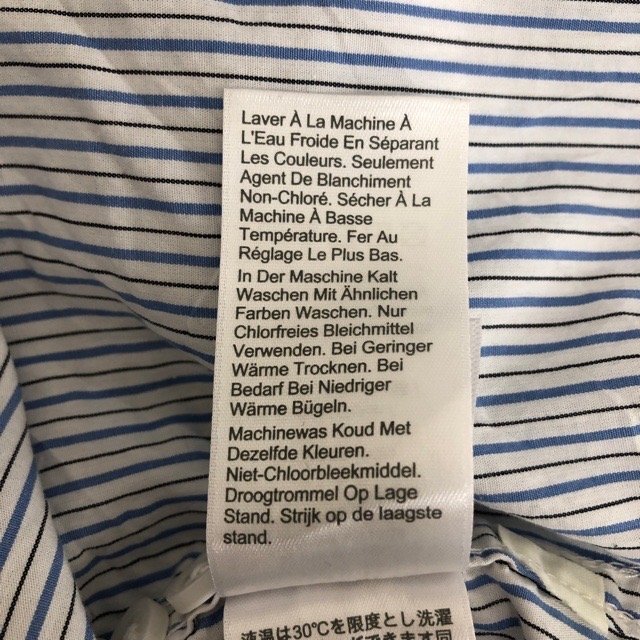 Laver À La Machine À
L'Eau Froide En Séparant
Les Couleurs. Seulement
Agent De Blanchiment
Non-Chloré. Sécher À La
Machine À Basse
Température. Fer Au
Réglage Le Plus Bas.
In Der Maschine Kalt
Waschen Mit Ähnlichen
Farben Waschen. Nur
Chlorfreies Bleichmittel
Verwenden. Bei Geringer
Wärme Trocknen. Bei
Bedarf Bei Niedriger
Wärme Bügeln.
Machinewas Koud Met
Dezelfde Kleuren.
Niet-Chloorbleekmiddel.
Droogtrommel Op Lage
Stand. Strijk op de laagste
stand.
液温は30℃を限度とし洗濯